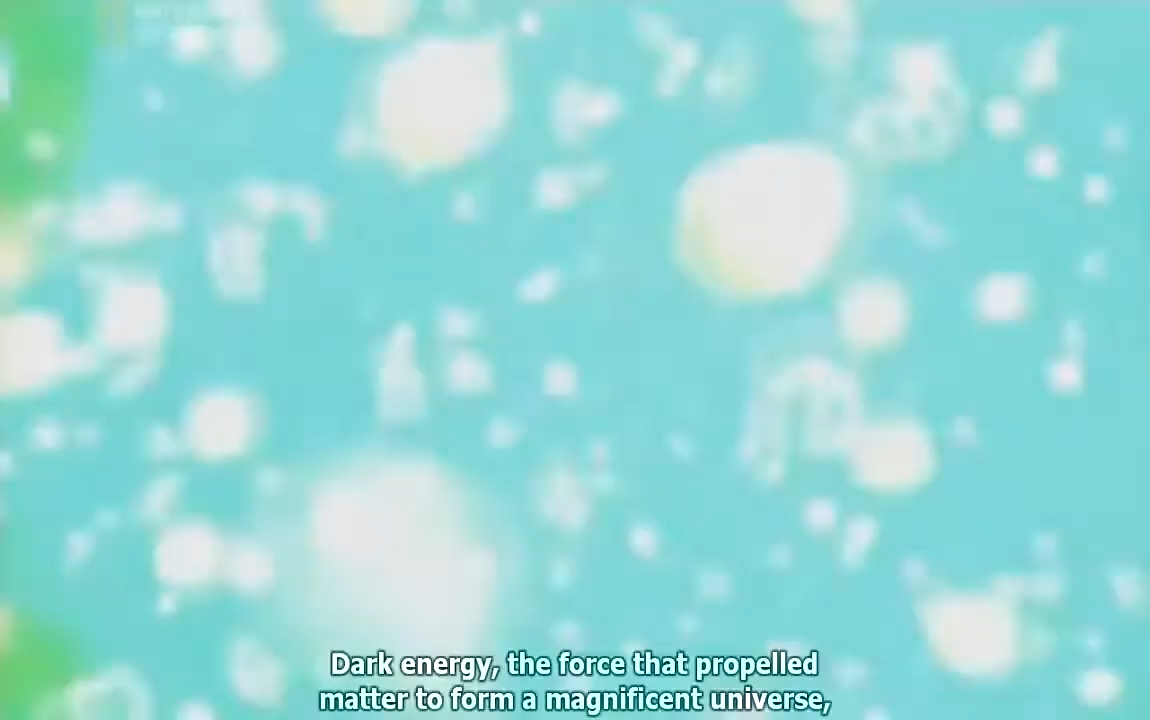 Dark energy, the force that propelled
matter to form a magnificent universe,